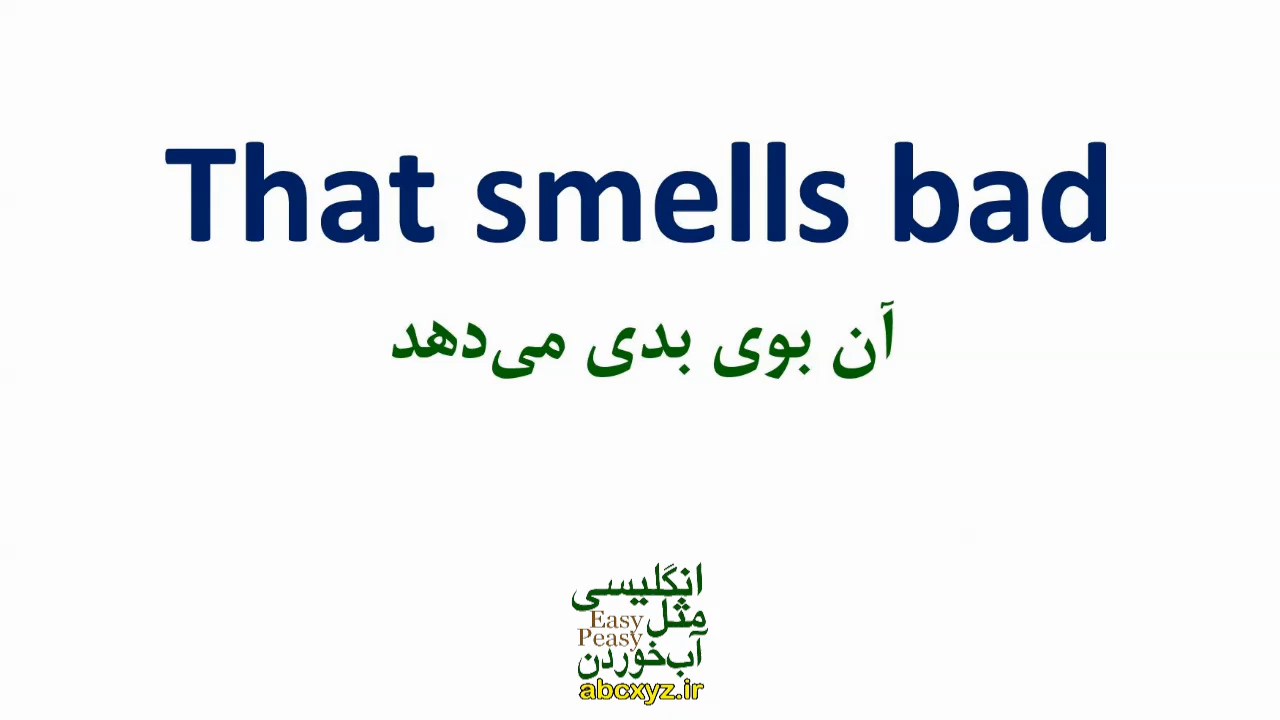 That smells bad
آن بوی بدی می‌دهد
انگلیسی
مثل Easy
Peasy
آب‌خوردن
abcxyz.ir